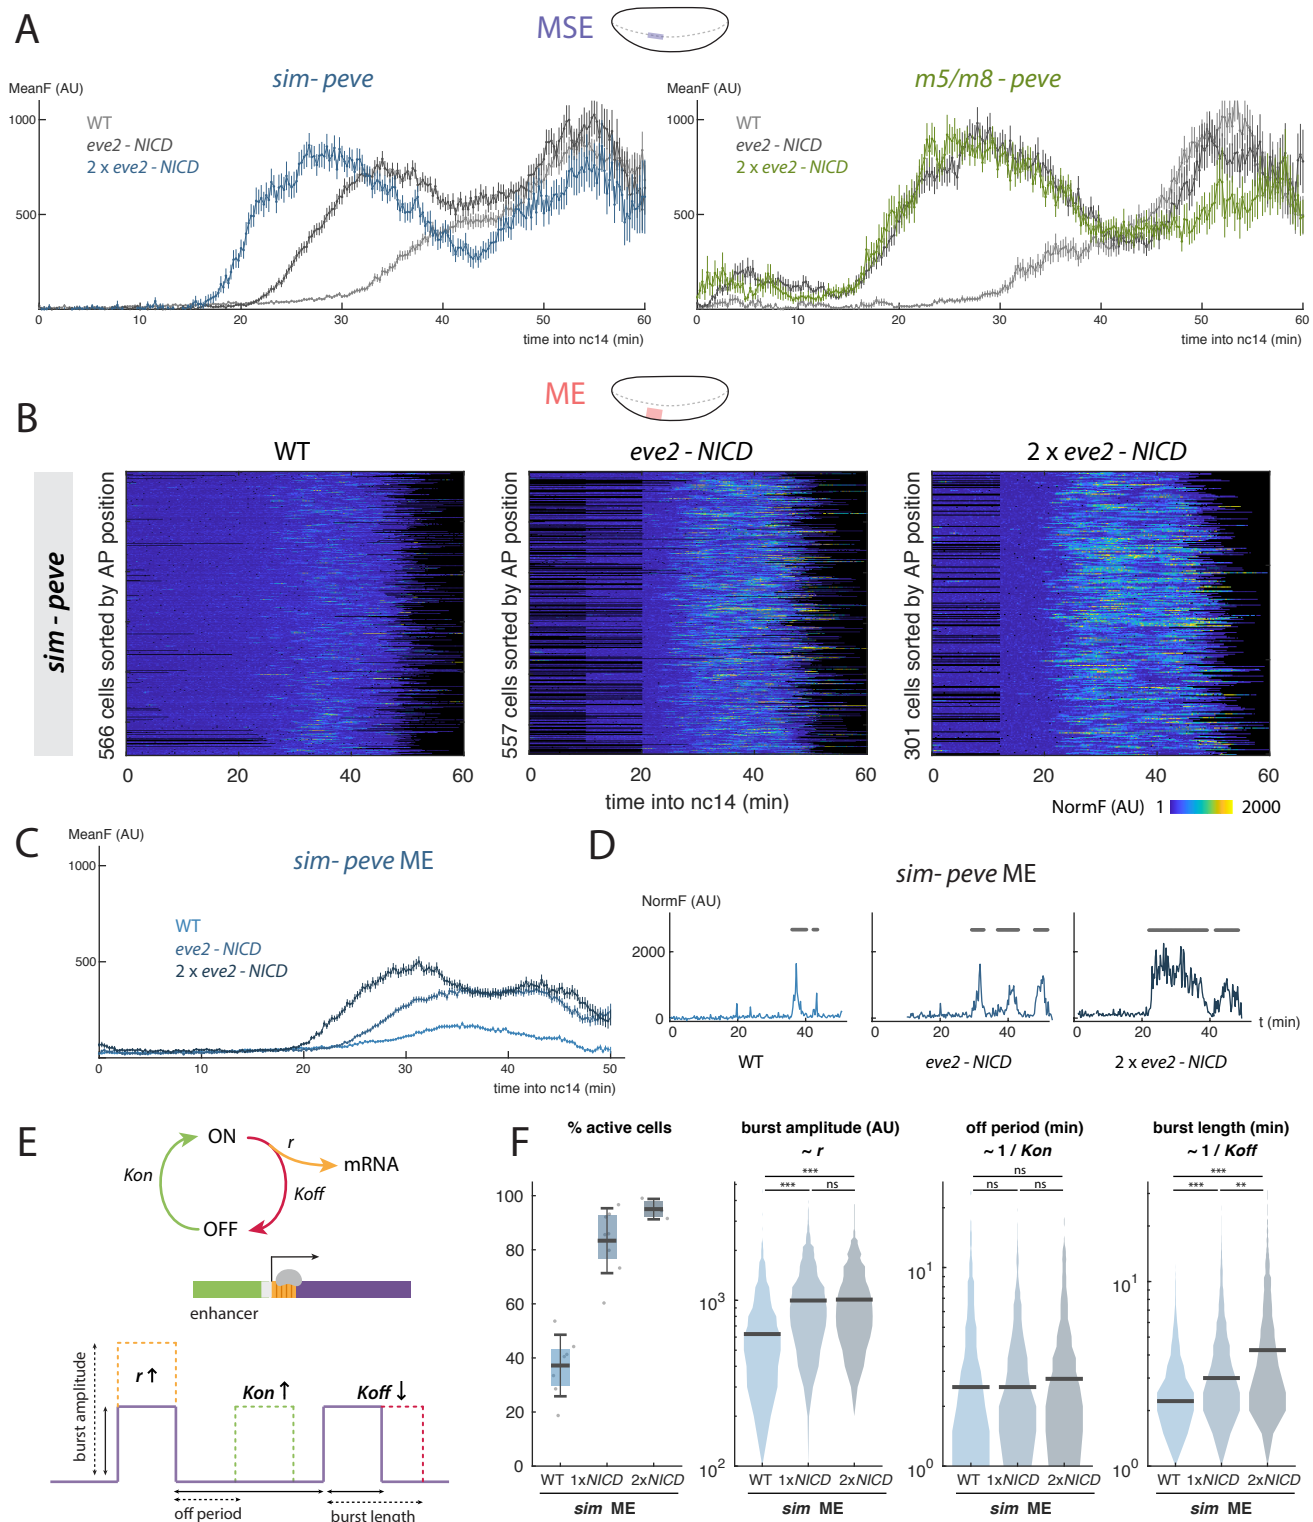 A
MSE
sim- peve
MeanF (AU)
1000
500
WT
eve2 - NICD
2 x eve2 - NICD
0 10 20 30 40 50 60
time into nc14 (min)
m5/m8 - peve
MeanF (AU)
1000
500
WT
eve2 - NICD
2 x eve2 - NICD
0 10 20 30 40 50 60
time into nc14 (min)
ME
B
WT
eve2 - NICD
2 x eve2 - NICD
sim - peve
566 cells sorted by AP position
557 cells sorted by AP position
301 cells sorted by AP position
0 20 40 60
0 20 40 60
0 20 40 60
time into nc14 (min)
NormF (AU) 1 2000
C
MeanF (AU)
sim- peve ME
1000
500
WT
eve2 - NICD
2 x eve2 - NICD
0 10 20 30 40 50
time into nc14 (min)
D
sim- peve ME
NormF (AU)
2000
0
0 20 40
0 20 40
0 20 40
t (min)
WT
eve2 - NICD
2 x eve2 - NICD
E
ON
r
mRNA
Kon
Koff
OFF
enhancer
burst amplitude
r ↑
Kon ↑
Koff ↓
off period
burst length
F
% active cells
100
80
60
40
20
0
WT 1xNICD 2xNICD
sim ME
burst amplitude (AU)
~ r
***
*** ns
10³
10²
WT 1xNICD 2xNICD
sim ME
off period (min)
~ 1 / Kon
ns
ns ns
10¹
10⁰
WT 1xNICD 2xNICD
sim ME
burst length (min)
~ 1 / Koff
***
*** **
10¹
10⁰
WT 1xNICD 2xNICD
sim ME